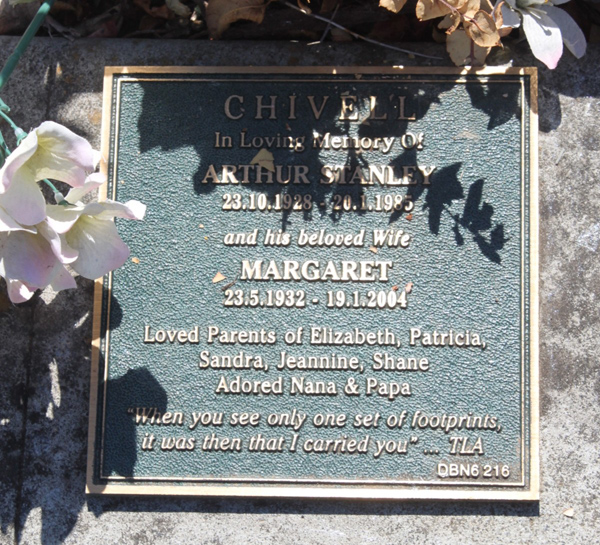 CHIVELL
In Loving Memory Of
ARTHUR STANLEY
23.10.1928 - 20.1.1985
and his beloved Wife
MARGARET
23.5.1932 - 19.1.2004
Loved Parents of Elizabeth, Patricia,
Sandra, Jeannine, Shane
Adored Nana & Papa
"When you see only one set of footprints,
it was then that I carried you" ... TLA
DBN6 216